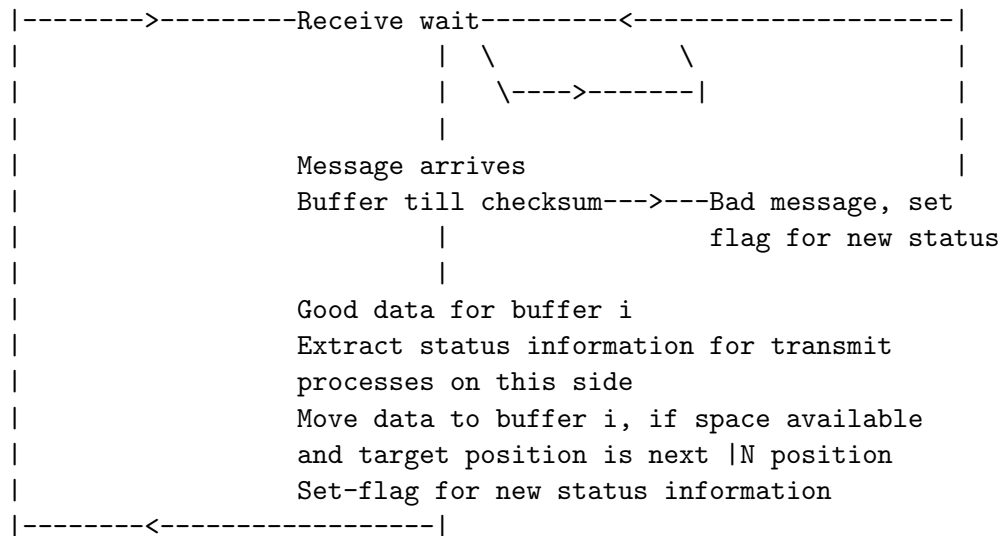 |-------->---------Receive wait---------<---------------------|
|                           |  \            \                 |
|                           |   \---->-------|                |
|                           |                                 |
|                  Message arrives                            |
|                  Buffer till checksum--->---Bad message, set
|                           |                 flag for new status
|                           |
|                  Good data for buffer i
|                  Extract status information for transmit
|                  processes on this side
|                  Move data to buffer i, if space available
|                  and target position is next |N position
|                  Set-flag for new status information
|--------<------------------|